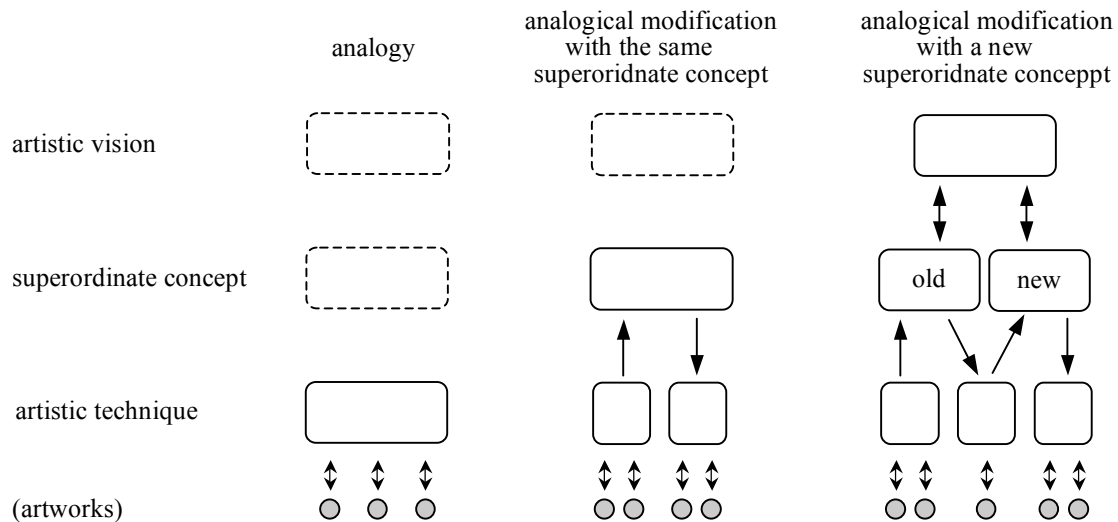 analogy
analogical modification
with the same
superoridnate concept
analogical modification
with a new
superoridnate conceppt
artistic vision
superordinate concept
old
new
artistic technique
(artworks)